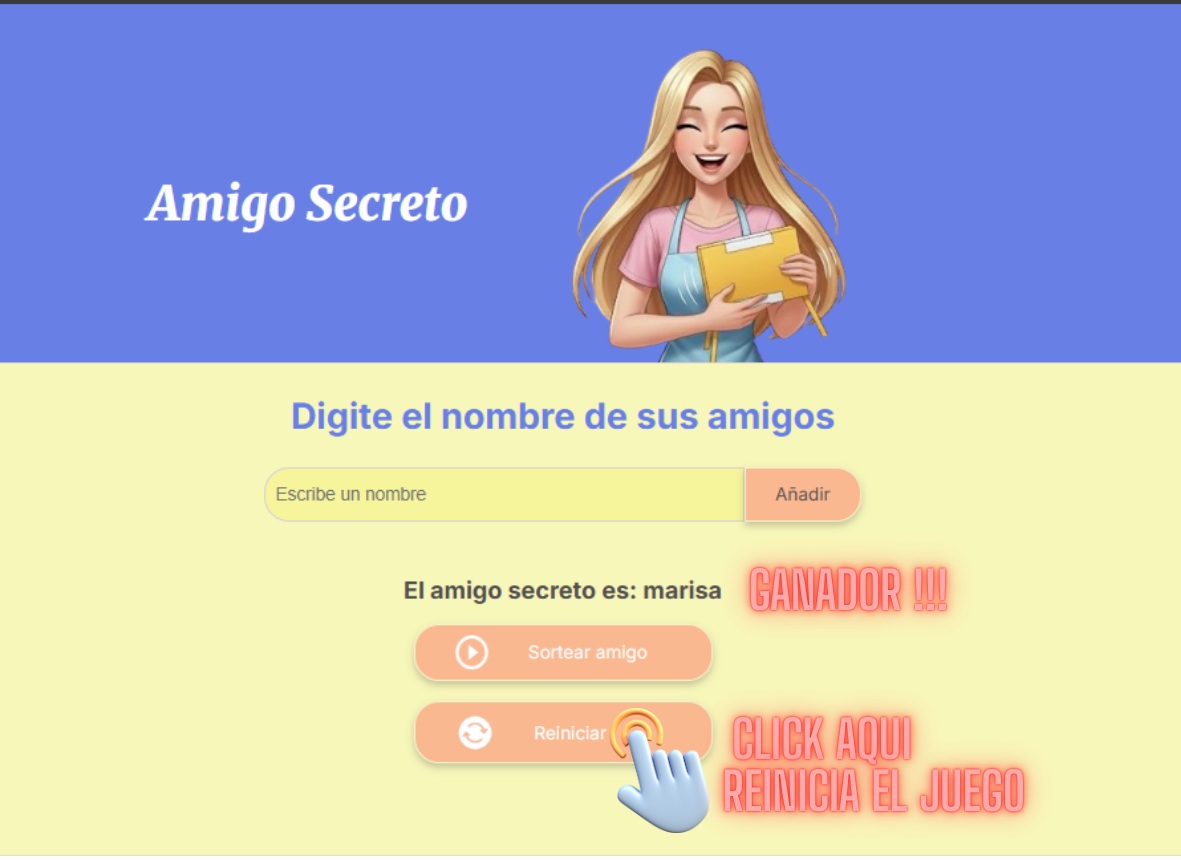 Amigo Secreto
Digite el nombre de sus amigos
Escribe un nombre
Añadir
El amigo secreto es: marisa
GANADOR !!!
Sortear amigo
Reiniciar
CLICK AQUI
REINICIA EL JUEGO